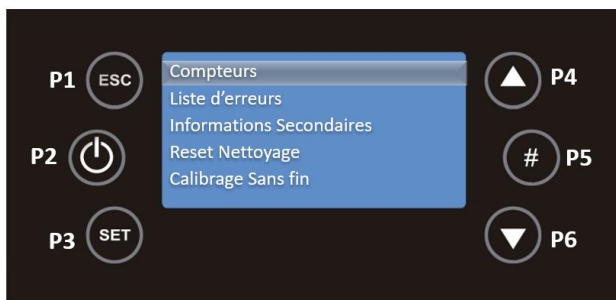 P1 ESC
P2
P3 SET
Compteurs
Liste d'erreurs
Informations Secondaires
Reset Nettoyage
Calibrage Sans fin
P4
# P5
P6